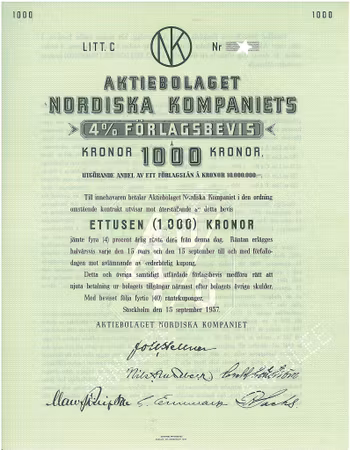 1000 1000
LITT. C NK Nr
AKTIEBOLAGET
NORDISKA KOMPANIETS
4% FÖRLAGSBEVIS
å
KRONOR 1000 KRONOR,
UTGÖRANDE ANDEL AV ETT FÖRLAGSLÅN Å KRONOR 10.000.000:—
Till innehavaren betalar Aktiebolaget Nordiska Kompaniet i den ordning
omstående kontrakt utvisar mot återställande av detta bevis
ETTUSEN (1.000) KRONOR
jämte fyra (4) procent årlig ränta därå från denna dag. Räntan erlägges
halvårsvis varje den 15 mars och den 15 september till och med förfallo-
dagen mot avlämnande av vederbörlig kupong.
Detta och övriga samtidigt utfärdade förlagsbevis medföra rätt att
njuta betalning ur bolagets tillgångar närmast efter bolagets övriga skulder.
Med beviset följa fyrtio (40) räntekuponger.
Stockholm den 15 september 1937.
AKTIEBOLAGET NORDISKA KOMPANIET